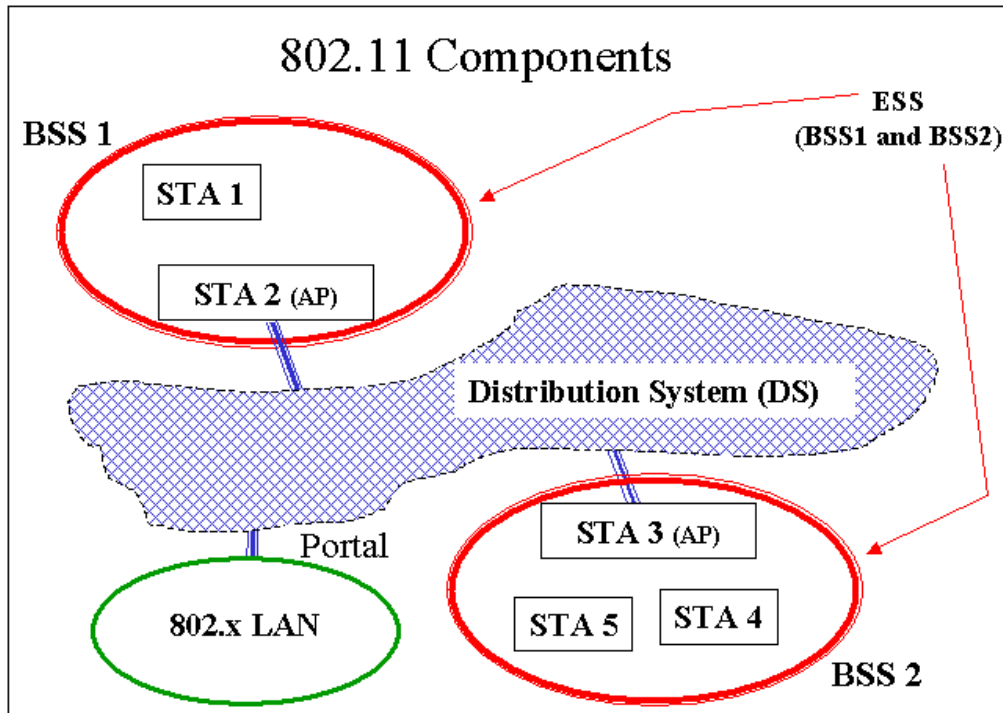 802.11 Components
ESS
(BSS1 and BSS2)
BSS 1
STA 1
STA 2 (AP)
Distribution System (DS)
STA 3 (AP)
Portal
802.x LAN
STA 5
STA 4
BSS 2